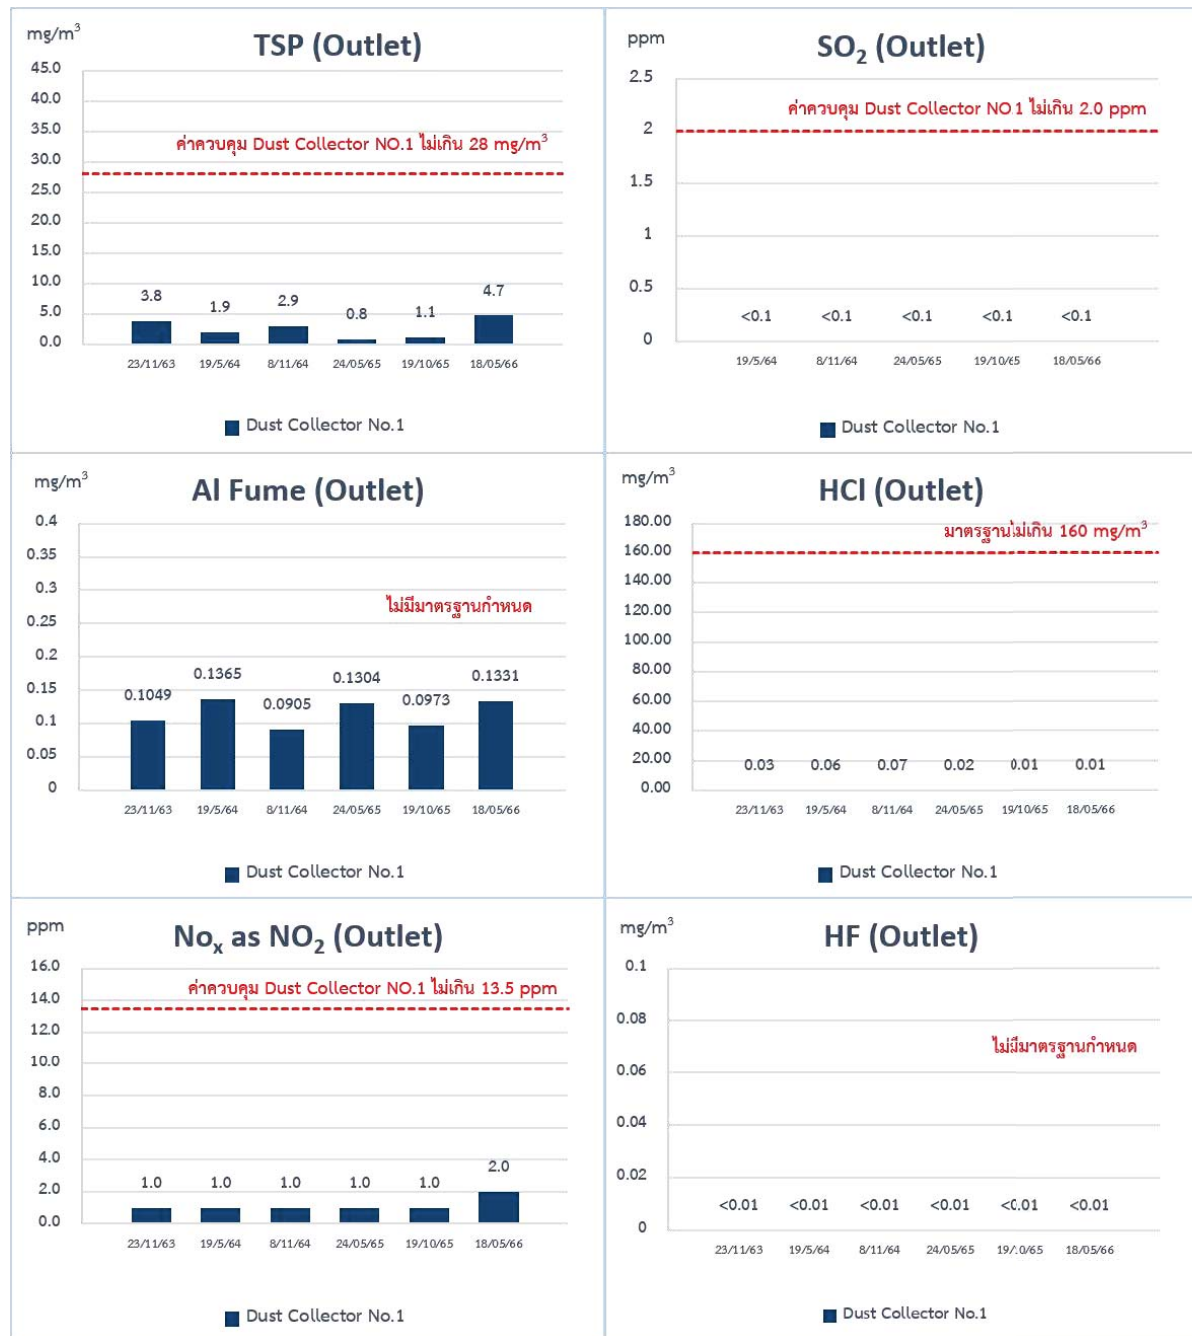 mg/m³
TSP (Outlet)
45.0
40.0
35.0
ค่าควบคุม Dust Collector NO.1 ไม่เกิน 28 mg/m³
30.0
25.0
20.0
15.0
10.0
5.0
0.0
3.8
1.9
2.9
0.8
1.1
4.7
23/11/63 19/5/64 8/11/64 24/05/65 19/10/65 18/05/66
Dust Collector No.1
ppm
SO₂ (Outlet)
2.5
ค่าควบคุม Dust Collector NO.1 ไม่เกิน 2.0 ppm
2
1.5
1
0.5
0
<0.1 <0.1 <0.1 <0.1 <0.1
19/5/64 8/11/64 24/05/65 19/10/65 18/05/66
Dust Collector No.1
mg/m³
Al Fume (Outlet)
0.4
0.35
0.3
ไม่มีมาตรฐานกำหนด
0.25
0.2
0.15
0.1
0.05
0
0.1049
0.1365
0.0905
0.1304
0.0973
0.1331
23/11/63 19/5/64 8/11/64 24/05/65 19/10/65 18/05/66
Dust Collector No.1
mg/m³
HCl (Outlet)
180.00
มาตรฐานไม่เกิน 160 mg/m³
160.00
140.00
120.00
100.00
80.00
60.00
40.00
20.00
0.00
0.03 0.06 0.07 0.02 0.01 0.01
23/11/63 19/5/64 8/11/64 24/05/65 19/10/65 18/05/66
Dust Collector No.1
ppm
Noₓ as NO₂ (Outlet)
16.0
ค่าควบคุม Dust Collector NO.1 ไม่เกิน 13.5 ppm
14.0
12.0
10.0
8.0
6.0
4.0
2.0
0.0
1.0 1.0 1.0 1.0 1.0 2.0
23/11/63 19/5/64 8/11/64 24/05/65 19/10/65 18/05/66
Dust Collector No.1
mg/m³
HF (Outlet)
0.1
0.08
ไม่มีมาตรฐานกำหนด
0.06
0.04
0.02
0
<0.01 <0.01 <0.01 <0.01 <0.01 <0.01
23/11/63 19/5/64 8/11/64 24/05/65 19/10/65 18/05/66
Dust Collector No.1